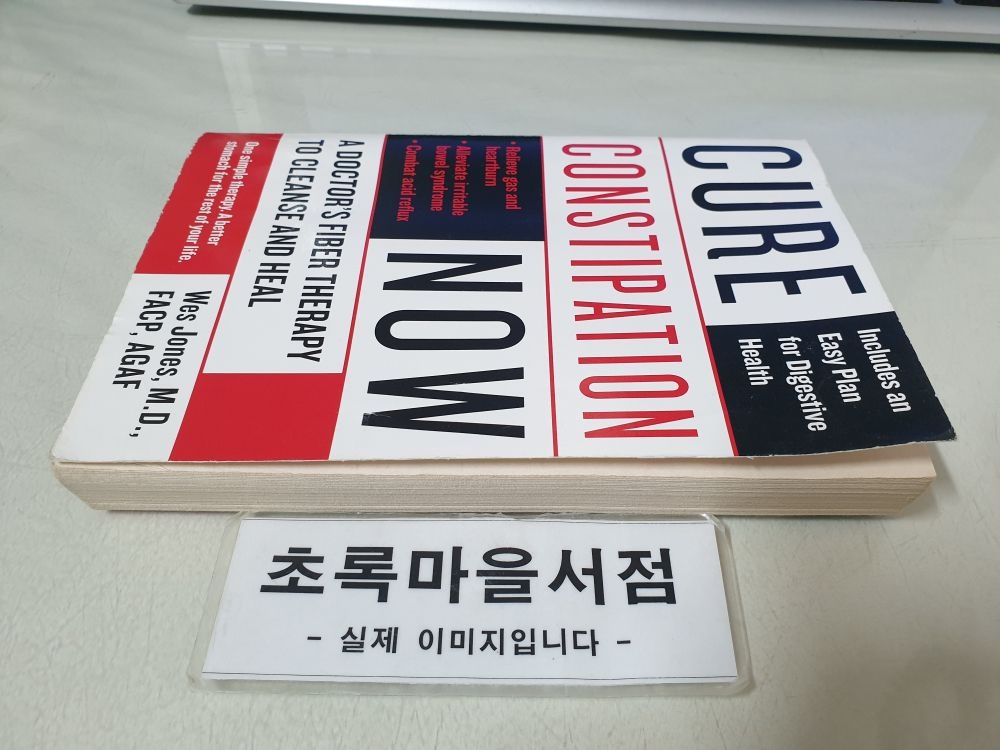 CURE
Includes an
Easy Plan
for Digestive
Health
CONSTIPATION
• Relieve gas and
heartburn
• Alleviate irritable
bowel syndrome
• Combat acid reflux
NOW
A DOCTOR'S FIBER THERAPY
TO CLEANSE AND HEAL
One simple therapy. A better
stomach for the rest of your life.
Wes Jones, M.D.,
FACP, AGAF
초록마을서점
- 실제 이미지입니다 -